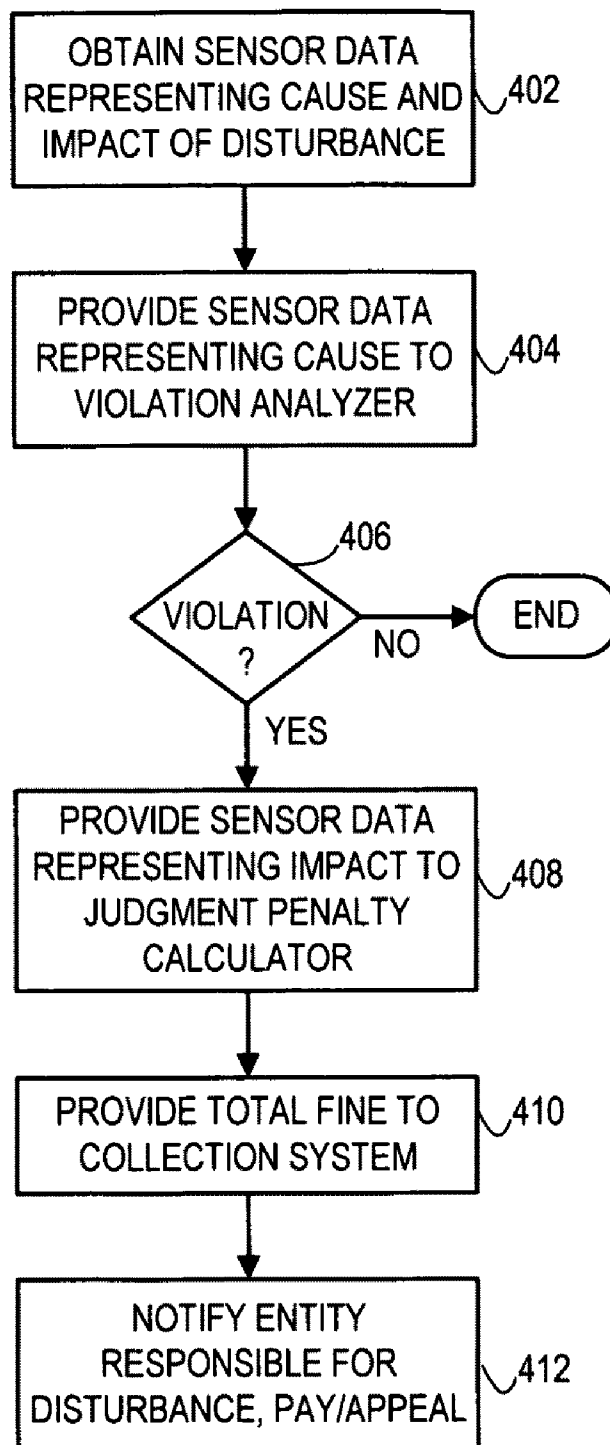 OBTAIN SENSOR DATA
REPRESENTING CAUSE AND
IMPACT OF DISTURBANCE
402
PROVIDE SENSOR DATA
REPRESENTING CAUSE TO
VIOLATION ANALYZER
404
406
VIOLATION
?
NO
END
YES
PROVIDE SENSOR DATA
REPRESENTING IMPACT TO
JUDGMENT PENALTY
CALCULATOR
408
PROVIDE TOTAL FINE TO
COLLECTION SYSTEM
410
NOTIFY ENTITY
RESPONSIBLE FOR
DISTURBANCE, PAY/APPEAL
412